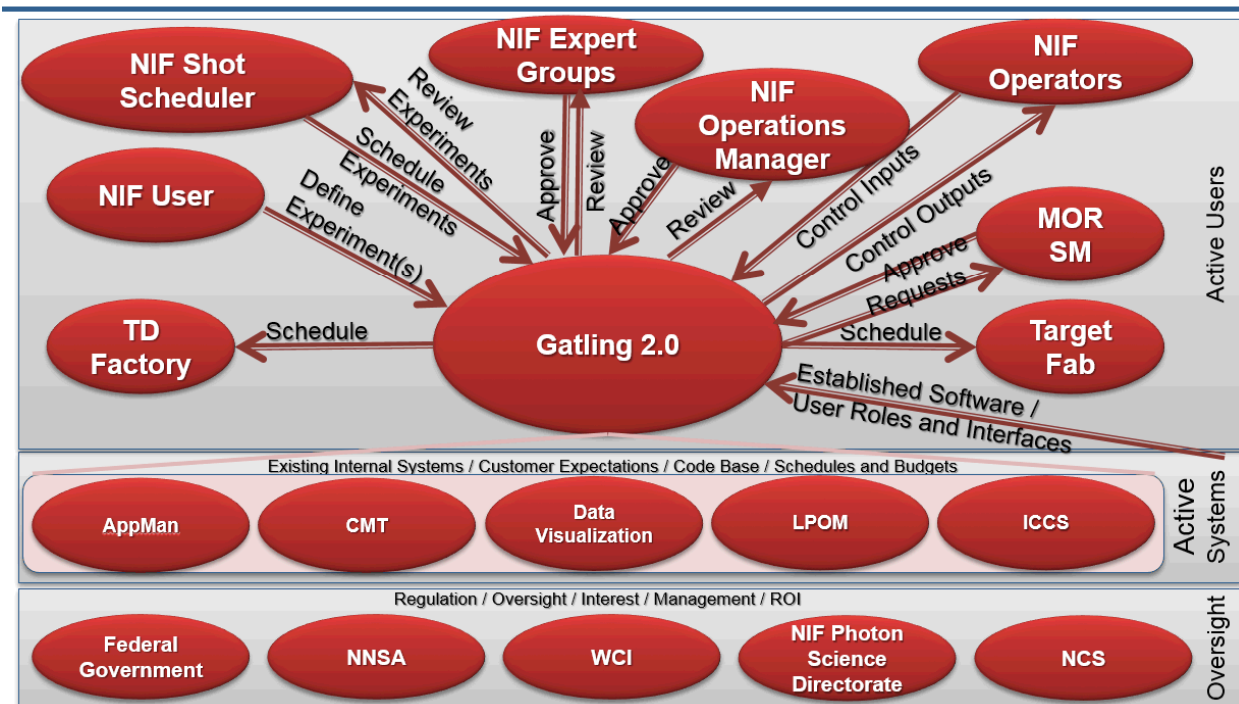 NIF Shot
Scheduler
NIF Expert
Groups
NIF
Operations
Manager
NIF
Operators
NIF User
MOR
SM
TD
Factory
Target
Fab
Gatling 2.0
Review
Experiments
Schedule
Experiments
Define
Experiment(s)
Approve
Review
Approve
Review
Control Inputs
Control Outputs
Approve
Requests
Schedule
Schedule
Established Software /
User Roles and Interfaces
Active Users
Existing Internal Systems / Customer Expectations / Code Base / Schedules and Budgets
AppMan
CMT
Data
Visualization
LPOM
ICCS
Active
Systems
Regulation / Oversight / Interest / Management / ROI
Federal
Government
NNSA
WCI
NIF Photon
Science
Directorate
NCS
Oversight